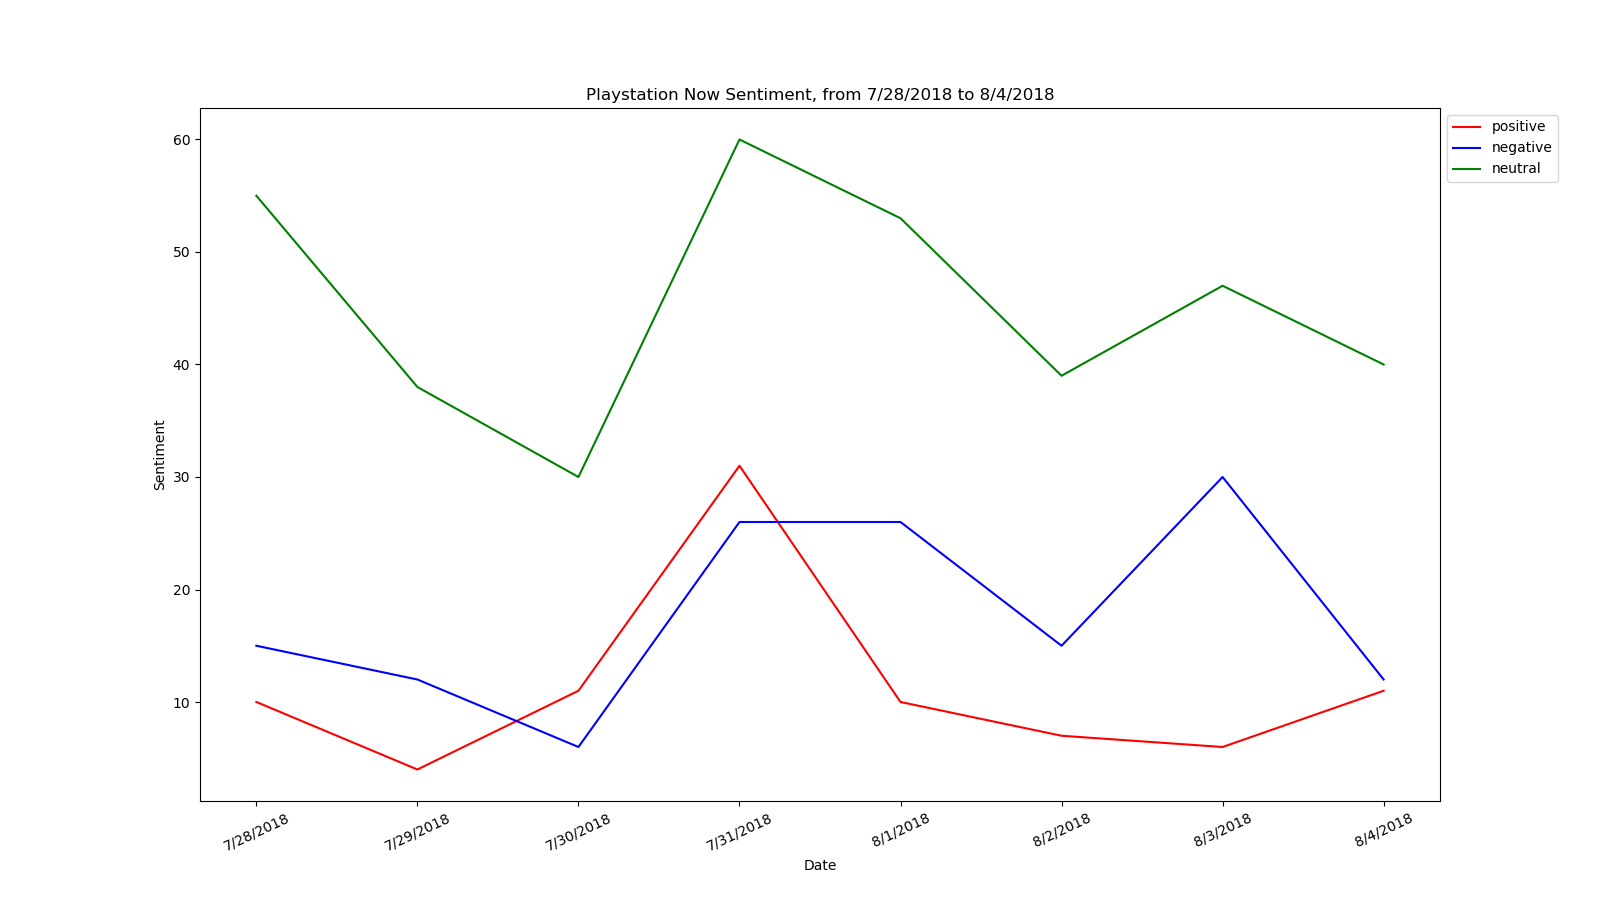 Playstation Now Sentiment, from 7/28/2018 to 8/4/2018
positive
negative
neutral
60
50
40
30
20
10
Sentiment
7/28/2018
7/29/2018
7/30/2018
7/31/2018
8/1/2018
8/2/2018
8/3/2018
8/4/2018
Date